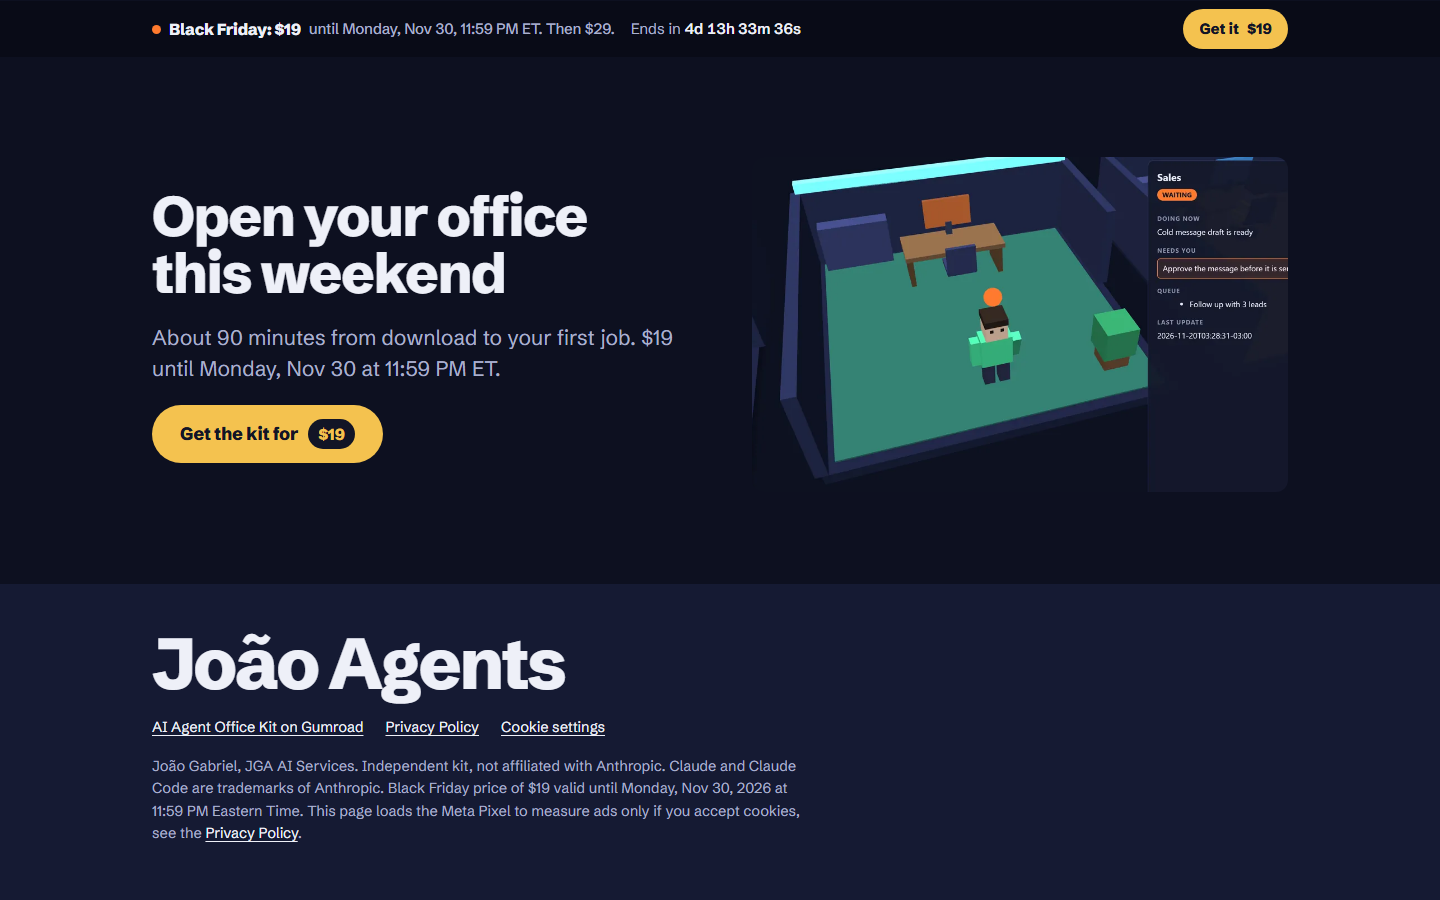 Black Friday: $19 until Monday, Nov 30, 11:59 PM ET. Then $29. Ends in 4d 13h 33m 36s
Get it $19
Open your office
this weekend
About 90 minutes from download to your first job. $19
until Monday, Nov 30 at 11:59 PM ET.
Get the kit for $19
Sales
WAITING
DOING NOW
Cold message draft is ready
NEEDS YOU
Approve the message before it is
QUEUE
• Follow up with 3 leads
LAST UPDATE
2026-11-20T03:28:31-03:00
João Agents
AI Agent Office Kit on Gumroad Privacy Policy Cookie settings
João Gabriel, JGA AI Services. Independent kit, not affiliated with Anthropic. Claude and Claude
Code are trademarks of Anthropic. Black Friday price of $19 valid until Monday, Nov 30, 2026 at
11:59 PM Eastern Time. This page loads the Meta Pixel to measure ads only if you accept cookies,
see the Privacy Policy.